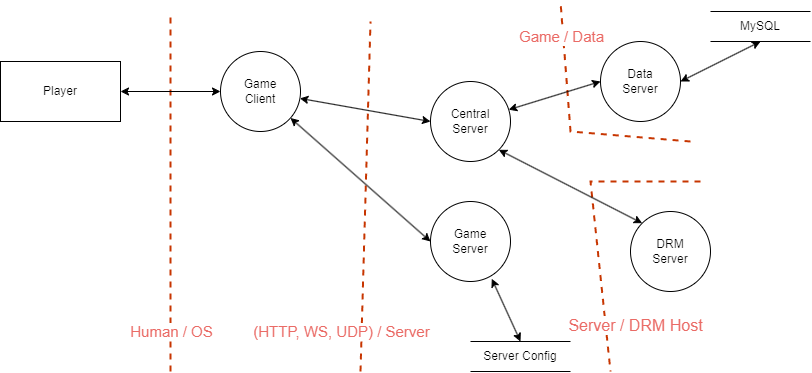 MySQL
Game / Data
Data
Server
Player
Game
Client
Central
Server
Game
Server
DRM
Server
Human / OS
(HTTP, WS, UDP) / Server
Server / DRM Host
Server Config